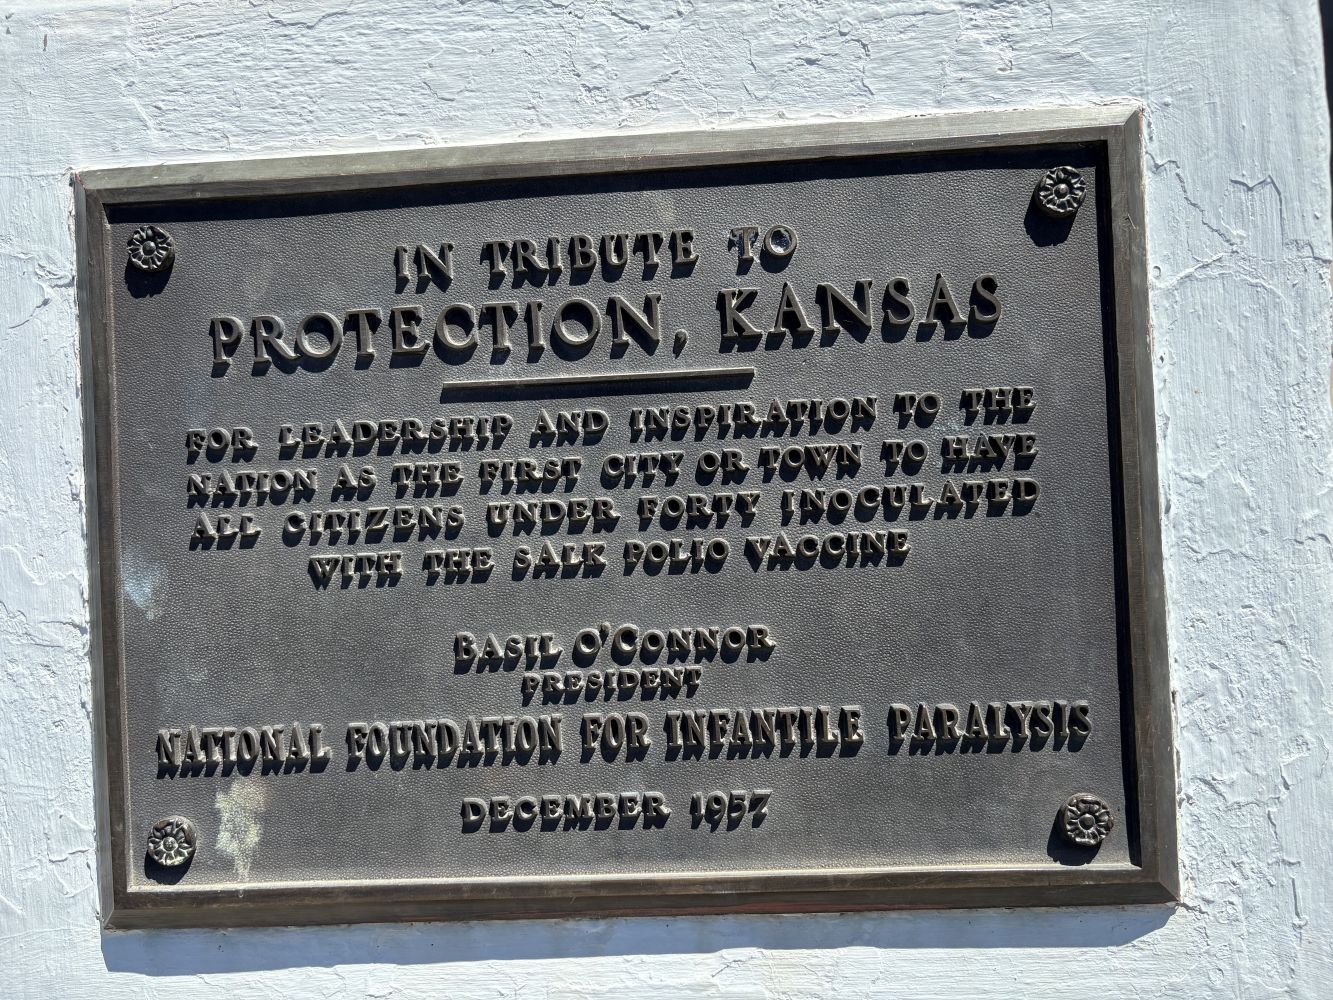 IN TRIBUTE TO
PROTECTION, KANSAS
FOR LEADERSHIP AND INSPIRATION TO THE
NATION AS THE FIRST CITY OR TOWN TO HAVE
ALL CITIZENS UNDER FORTY INOCULATED
WITH THE SALK POLIO VACCINE
BASIL O'CONNOR
PRESIDENT
NATIONAL FOUNDATION FOR INFANTILE PARALYSIS
DECEMBER 1957